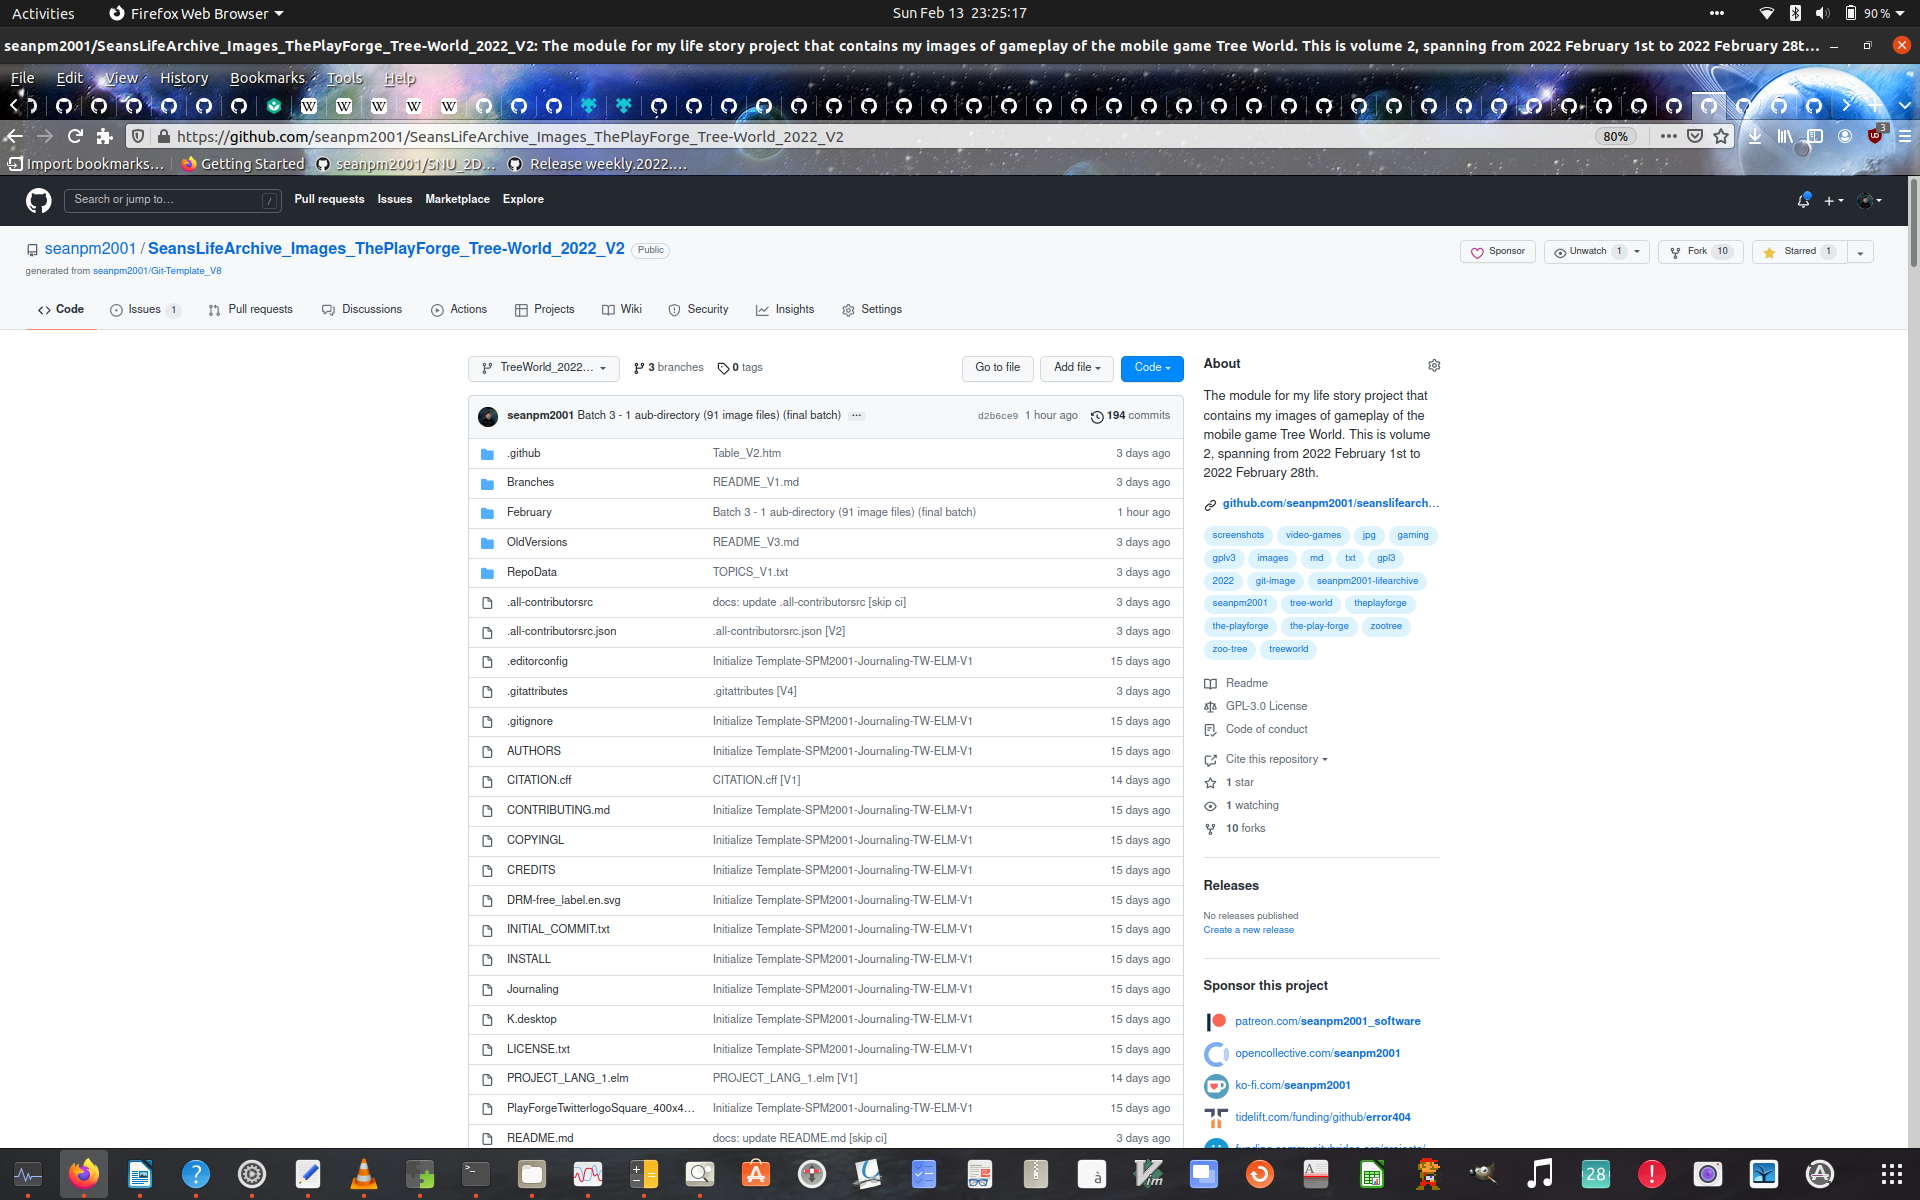 Activities
Firefox Web Browser
Sun Feb 13 23:25:17
90 %
seanpm2001/SeansLifeArchive_Images_ThePlayForge_Tree-World_2022_V2: The module for my life story project that contains my images of gameplay of the mobile game Tree World. This is volume 2, spanning from 2022 February 1st to 2022 February 28t...
File Edit View History Bookmarks Tools Help
https://github.com/seanpm2001/SeansLifeArchive_Images_ThePlayForge_Tree-World_2022_V2
80%
3
Import bookmarks... Getting Started seanpm2001/SNU_2D... Release weekly.2022....
Search or jump to... /
Pull requests Issues Marketplace Explore
seanpm2001 / SeansLifeArchive_Images_ThePlayForge_Tree-World_2022_V2 Public
generated from seanpm2001/Git-Template_V8
Sponsor Unwatch 1 Fork 10 Starred 1
Code Issues 1 Pull requests Discussions Actions Projects Wiki Security Insights Settings
TreeWorld_2022... 3 branches 0 tags Go to file Add file Code
seanpm2001 Batch 3 - 1 aub-directory (91 image files) (final batch) ... d2b6ce9 1 hour ago 194 commits
.github Table_V2.htm 3 days ago
Branches README_V1.md 3 days ago
February Batch 3 - 1 aub-directory (91 image files) (final batch) 1 hour ago
OldVersions README_V3.md 3 days ago
RepoData TOPICS_V1.txt 3 days ago
.all-contributorsrc docs: update .all-contributorsrc [skip ci] 3 days ago
.all-contributorsrc.json .all-contributorsrc.json [V2] 3 days ago
.editorconfig Initialize Template-SPM2001-Journaling-TW-ELM-V1 15 days ago
.gitattributes .gitattributes [V4] 3 days ago
.gitignore Initialize Template-SPM2001-Journaling-TW-ELM-V1 15 days ago
AUTHORS Initialize Template-SPM2001-Journaling-TW-ELM-V1 15 days ago
CITATION.cff CITATION.cff [V1] 14 days ago
CONTRIBUTING.md Initialize Template-SPM2001-Journaling-TW-ELM-V1 15 days ago
COPYINGL Initialize Template-SPM2001-Journaling-TW-ELM-V1 15 days ago
CREDITS Initialize Template-SPM2001-Journaling-TW-ELM-V1 15 days ago
DRM-free_label.en.svg Initialize Template-SPM2001-Journaling-TW-ELM-V1 15 days ago
INITIAL_COMMIT.txt Initialize Template-SPM2001-Journaling-TW-ELM-V1 15 days ago
INSTALL Initialize Template-SPM2001-Journaling-TW-ELM-V1 15 days ago
Journaling Initialize Template-SPM2001-Journaling-TW-ELM-V1 15 days ago
K.desktop Initialize Template-SPM2001-Journaling-TW-ELM-V1 15 days ago
LICENSE.txt Initialize Template-SPM2001-Journaling-TW-ELM-V1 15 days ago
PROJECT_LANG_1.elm PROJECT_LANG_1.elm [V1] 14 days ago
PlayForgeTwitterlogoSquare_400x4... Initialize Template-SPM2001-Journaling-TW-ELM-V1 15 days ago
README.md docs: update README.md [skip ci] 3 days ago
About
The module for my life story project that
contains my images of gameplay of the
mobile game Tree World. This is volume
2, spanning from 2022 February 1st to
2022 February 28th.
github.com/seanpm2001/seanslifearch...
screenshots video-games jpg gaming
gplv3 images md txt gpl3
2022 git-image seanpm2001-lifearchive
seanpm2001 tree-world theplayforge
the-playforge the-play-forge zootree
zoo-tree treeworld
Readme
GPL-3.0 License
Code of conduct
Cite this repository
1 star
1 watching
10 forks
Releases
No releases published
Create a new release
Sponsor this project
patreon.com/seanpm2001_software
opencollective.com/seanpm2001
ko-fi.com/seanpm2001
tidelift.com/funding/github/error404
28